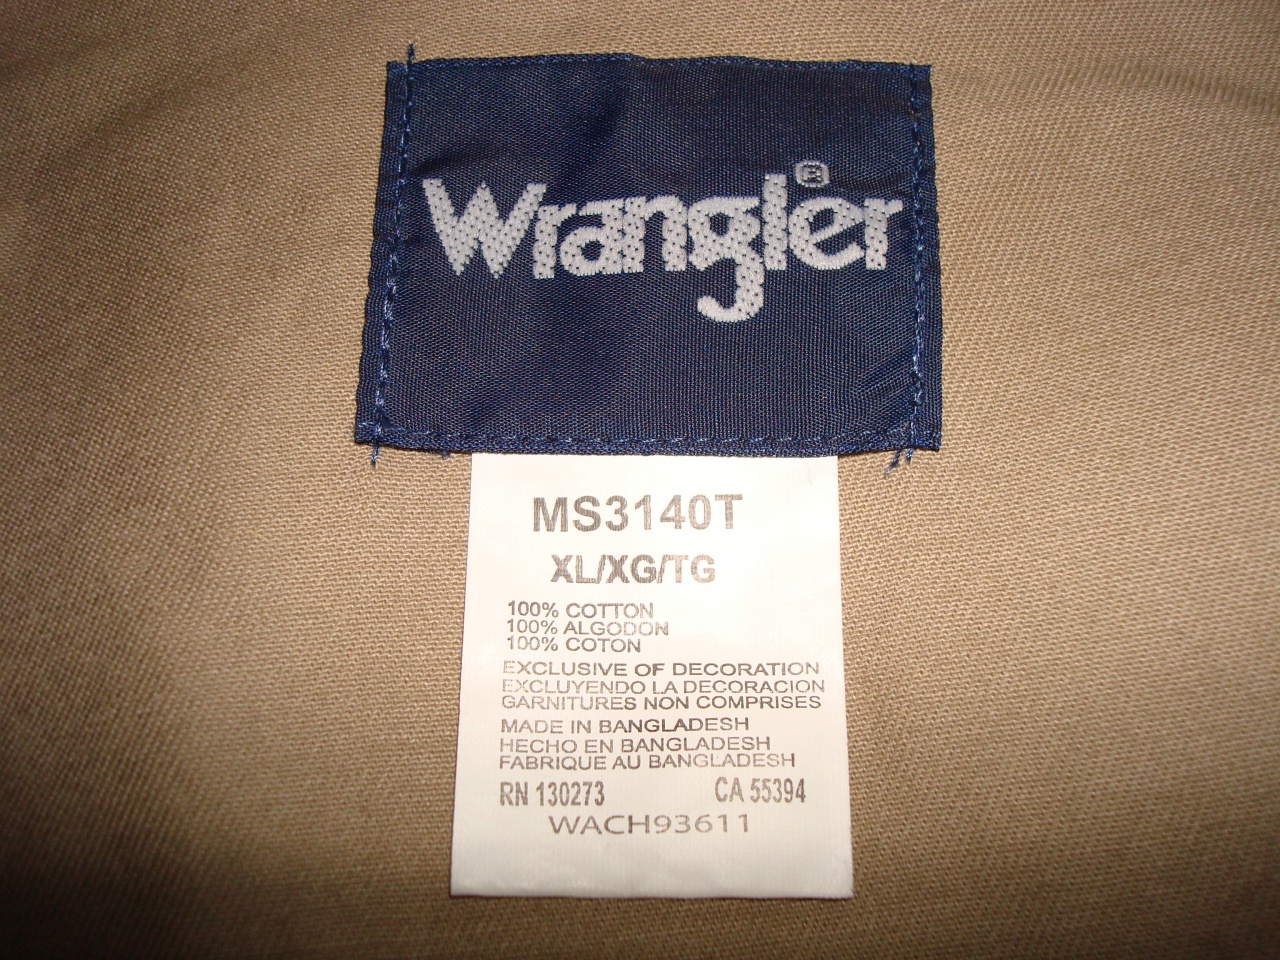 Wrangler®
MS3140T
XL/XG/TG
100% COTTON
100% ALGODON
100% COTON
EXCLUSIVE OF DECORATION
EXCLUYENDO LA DECORACION
GARNITURES NON COMPRISES
MADE IN BANGLADESH
HECHO EN BANGLADESH
FABRIQUE AU BANGLADESH
RN 130273 CA 55394
WACH93611